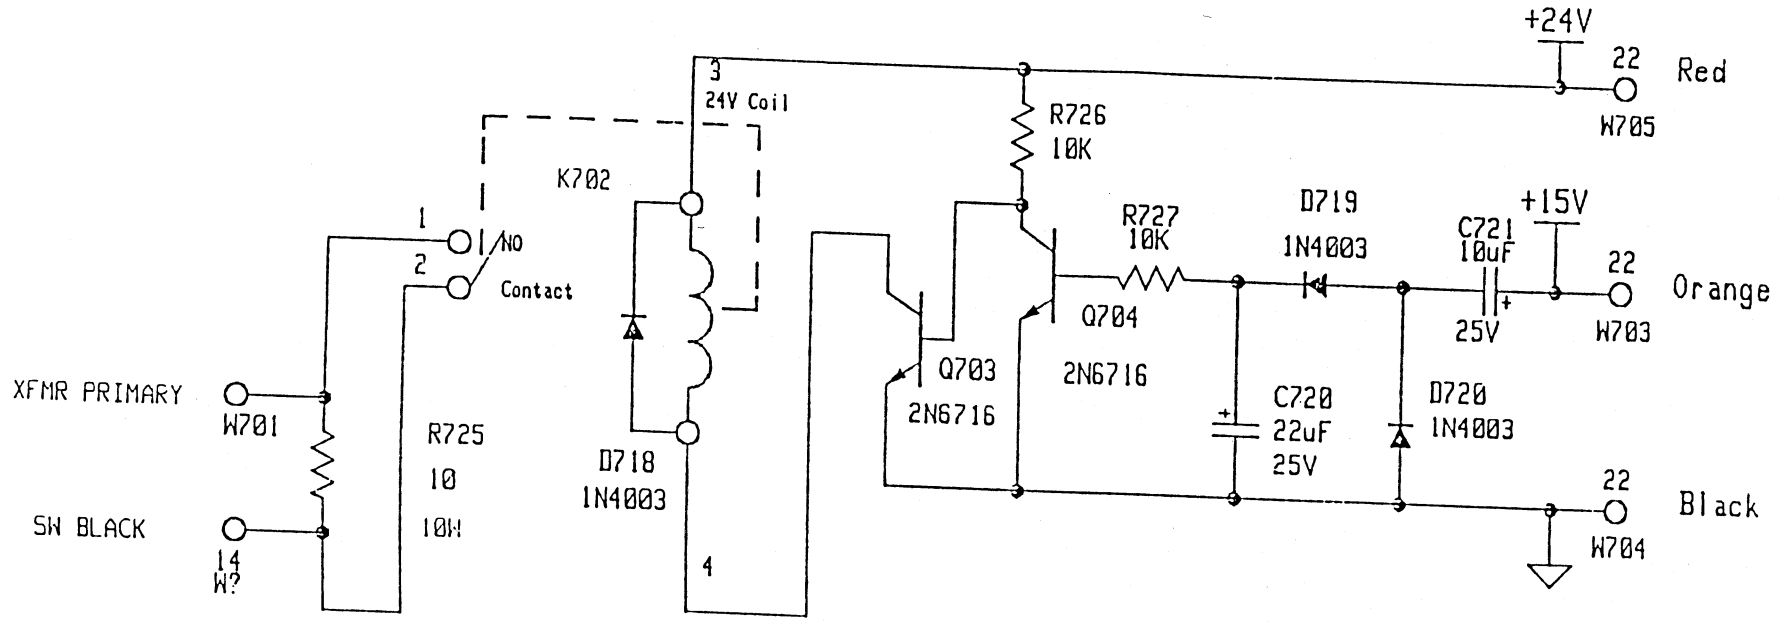 +24V
22
Red
W705
3
24V Coil
R726
10K
K702
D719
1N4003
R727
10K
C721
10uF
+15V
22
Orange
W703
25V
1
NO
2
Contact
Q704
2N6716
Q703
2N6716
C720
22uF
25V
D720
1N4003
XFMR PRIMARY
W701
R725
10
10W
D718
1N4003
22
Black
W704
SW BLACK
14
W?
4
+
+